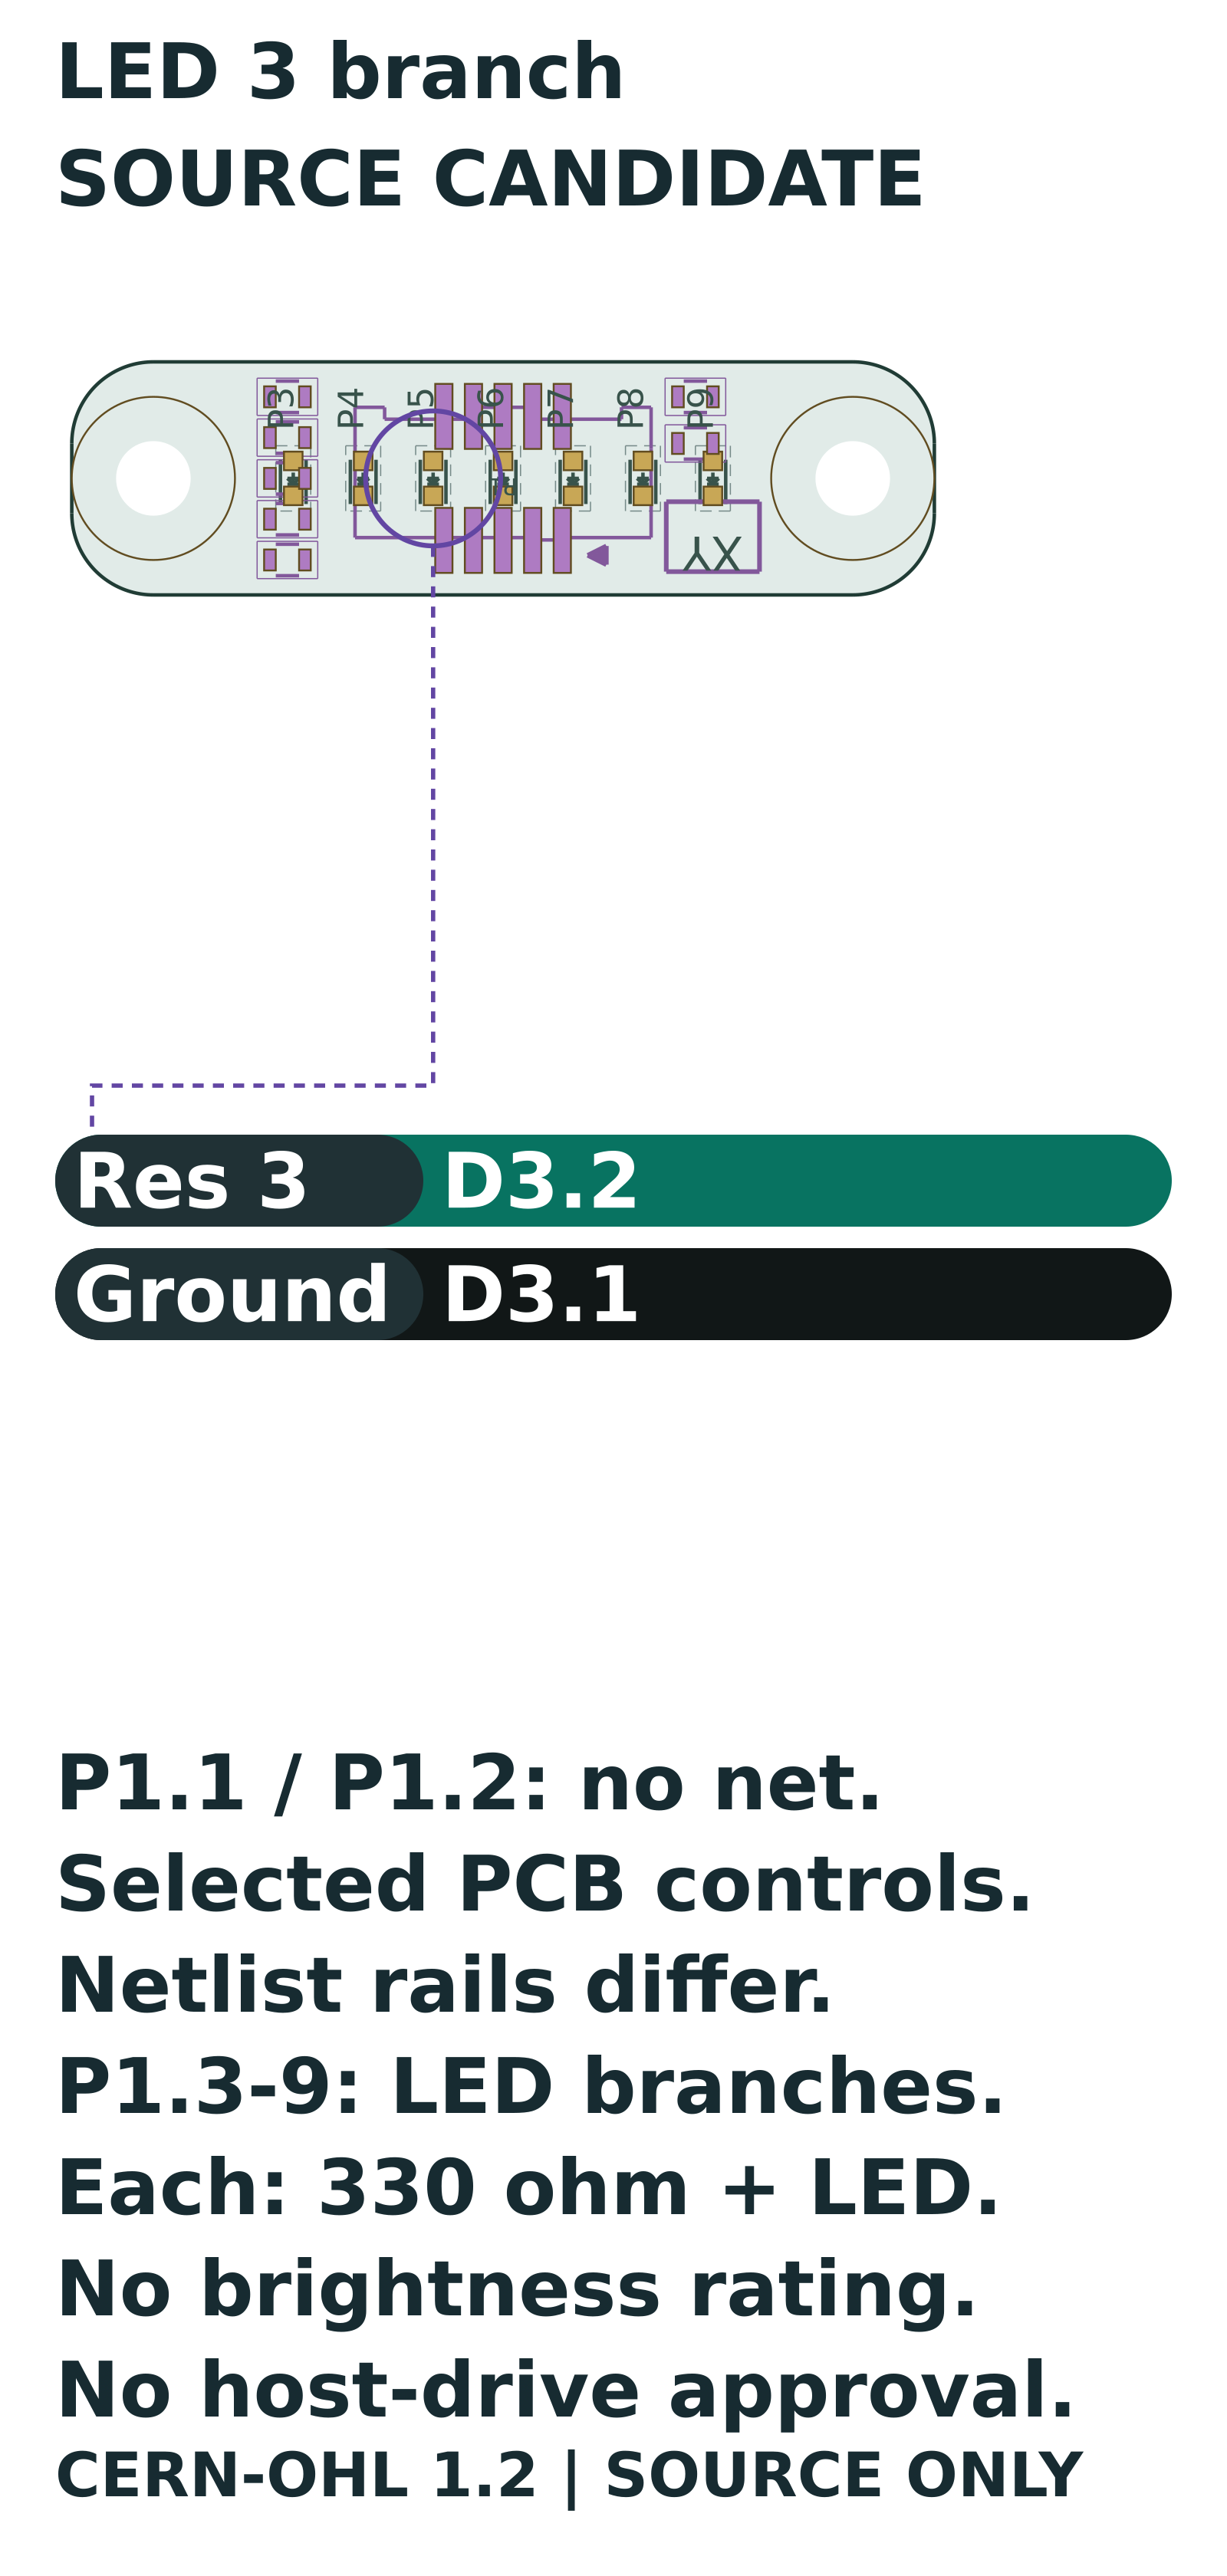 LED 3 branch
SOURCE CANDIDATE
P3 P4 P5 P6 P7 P8 P9
XY
Res 3 D3.2
Ground D3.1
P1.1 / P1.2: no net.
Selected PCB controls.
Netlist rails differ.
P1.3-9: LED branches.
Each: 330 ohm + LED.
No brightness rating.
No host-drive approval.
CERN-OHL 1.2 | SOURCE ONLY